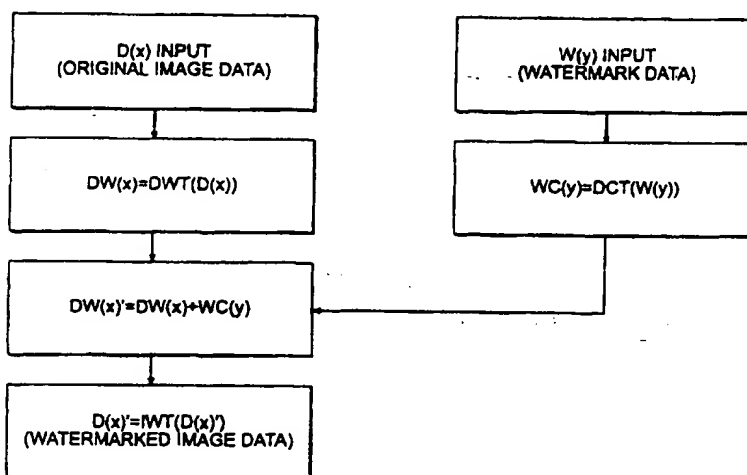 D(x) INPUT
(ORIGINAL IMAGE DATA)
W(y) INPUT
(WATERMARK DATA)
DW(x)=DWT(D(x))
WC(y)=DCT(W(y))
DW(x)'=DW(x)+WC(y)
D(x)'=IWT(D(x)')
(WATERMARKED IMAGE DATA)